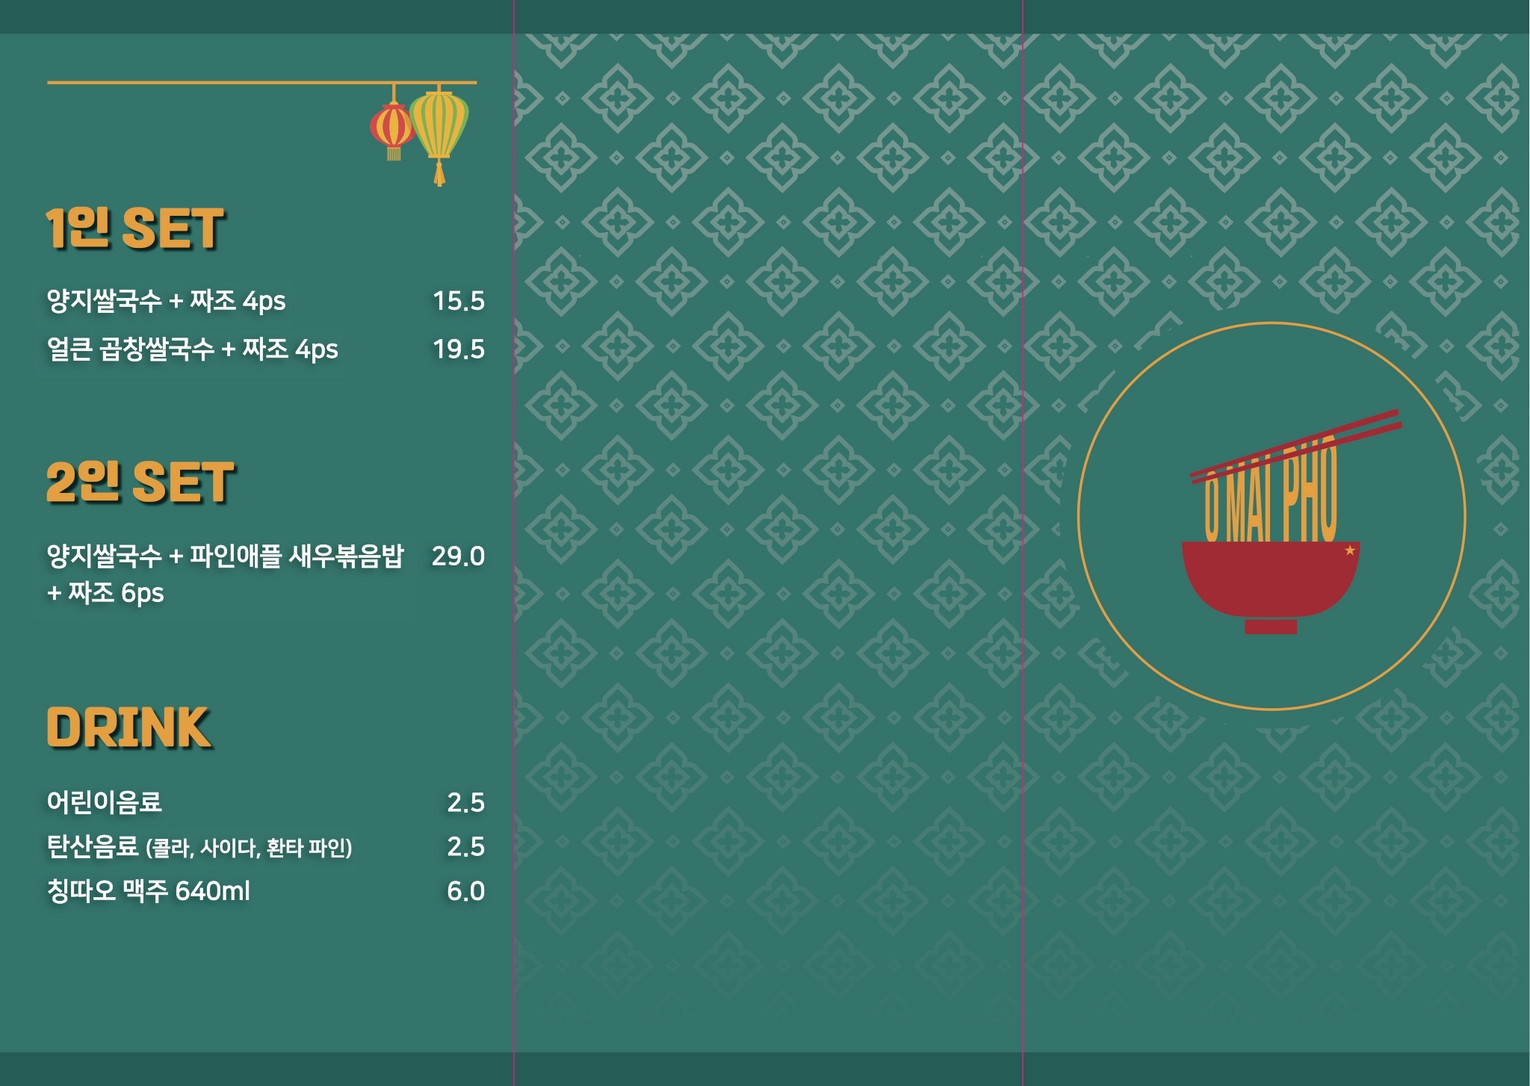 1인 SET
양지쌀국수 + 짜조 4ps 15.5
얼큰 곱창쌀국수 + 짜조 4ps 19.5
2인 SET
양지쌀국수 + 파인애플 새우볶음밥 29.0
+ 짜조 6ps
DRINK
어린이음료 2.5
탄산음료 (콜라, 사이다, 환타 파인) 2.5
칭따오 맥주 640ml 6.0
O MAI PHO